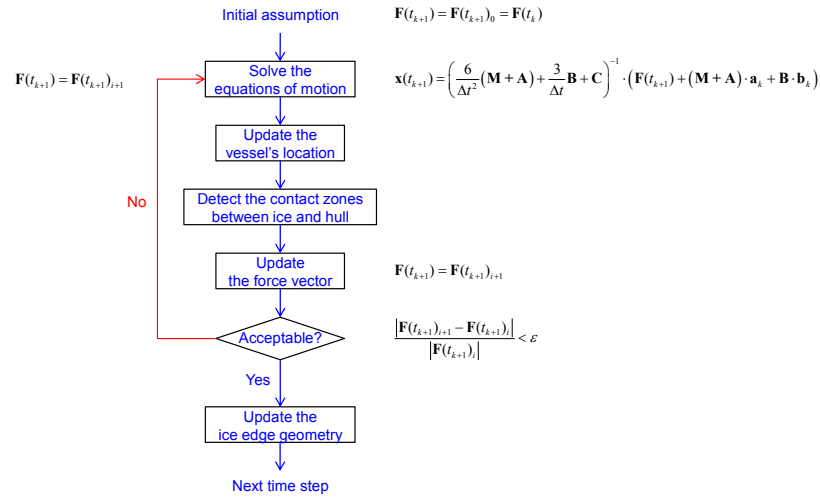 Initial assumption
F(t_{k+1}) = F(t_{k+1})_0 = F(t_k)
F(t_{k+1}) = F(t_{k+1})_{i+1}
Solve the
equations of motion
x(t_{k+1}) = (6/Δt² (M + A) + 3/Δt B + C)^{-1} · (F(t_{k+1}) + (M + A) · a_k + B · b_k)
Update the
vessel's location
No
Detect the contact zones
between ice and hull
Update
the force vector
F(t_{k+1}) = F(t_{k+1})_{i+1}
Acceptable?
|F(t_{k+1})_{i+1} − F(t_{k+1})_i| / |F(t_{k+1})_i| < ε
Yes
Update the
ice edge geometry
Next time step